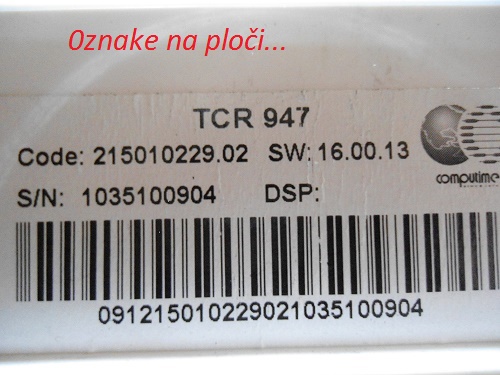 Oznake na ploči...
TCR 947
Code: 215010229.02 SW: 16.00.13
S/N: 1035100904 DSP:
computime
091215010229021035100904